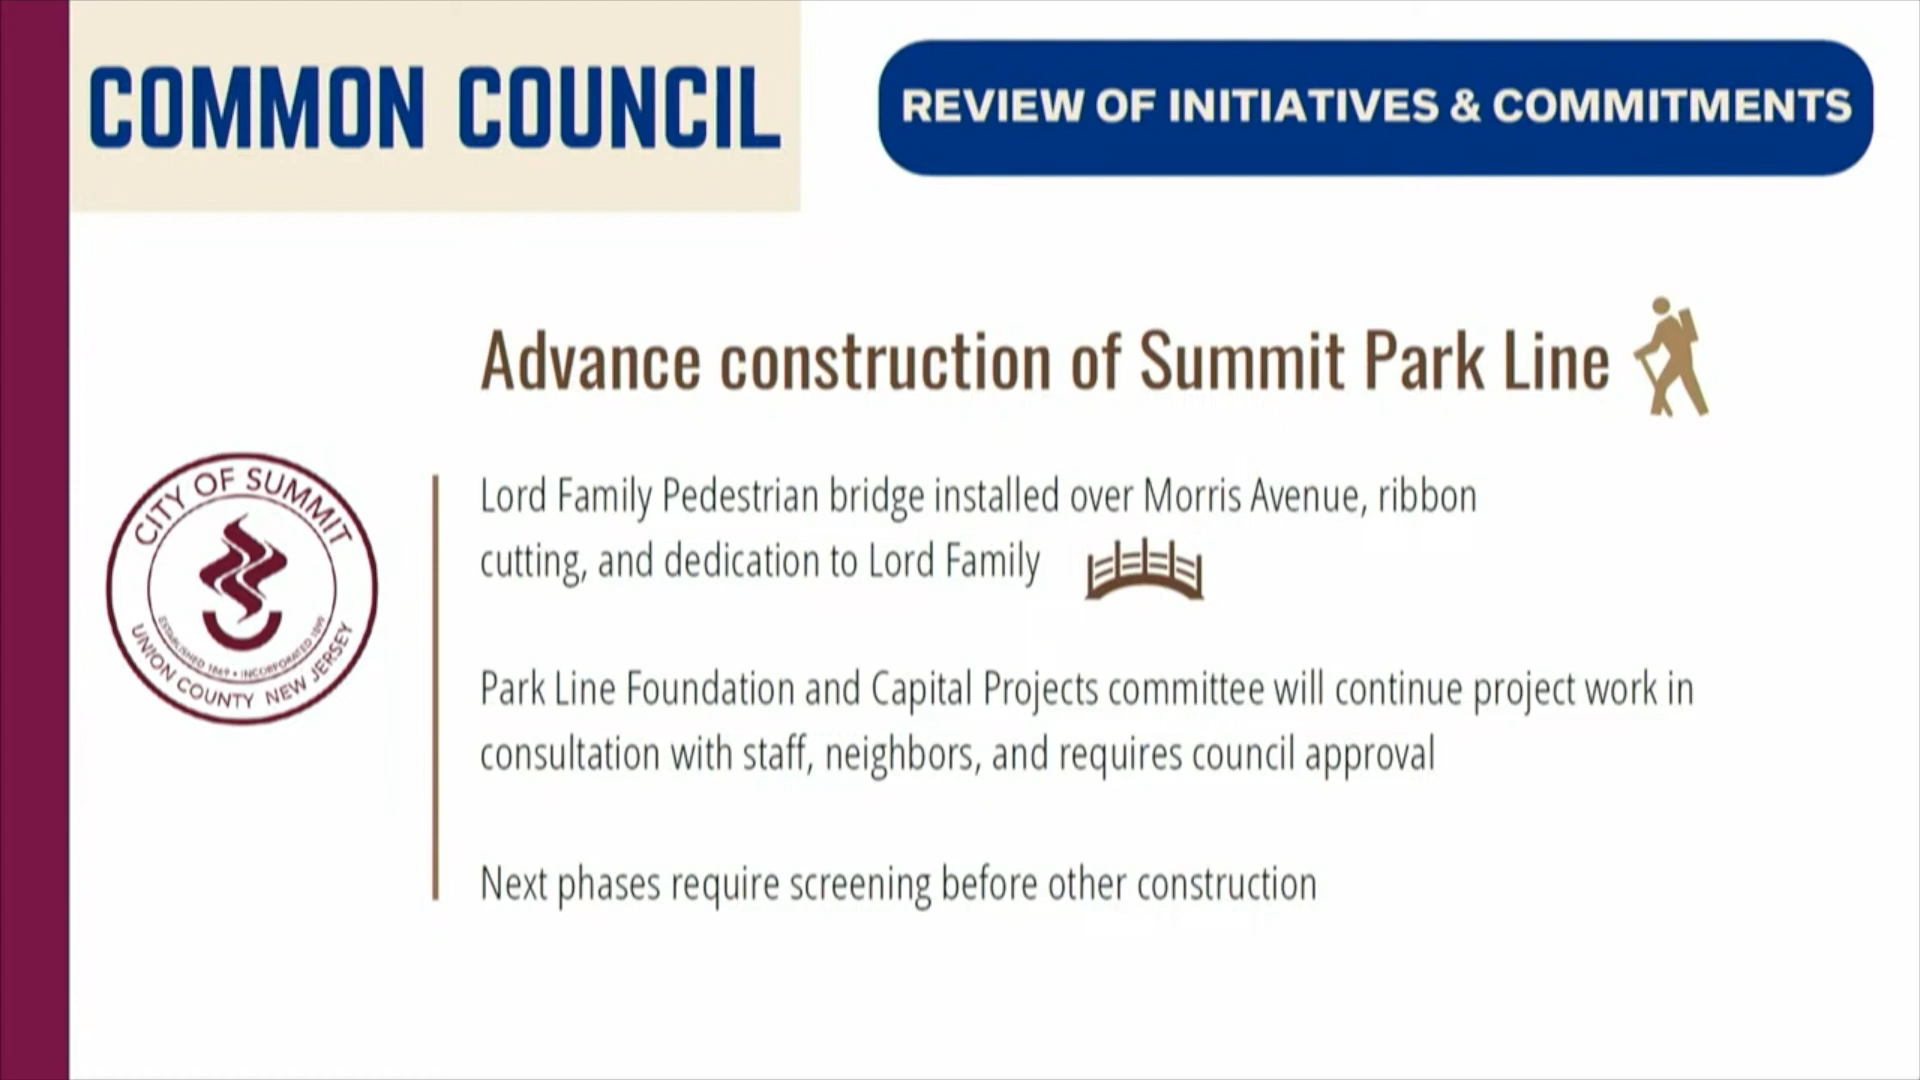 COMMON COUNCIL
REVIEW OF INITIATIVES & COMMITMENTS
Advance construction of Summit Park Line
Lord Family Pedestrian bridge installed over Morris Avenue, ribbon
cutting, and dedication to Lord Family
Park Line Foundation and Capital Projects committee will continue project work in
consultation with staff, neighbors, and requires council approval
Next phases require screening before other construction
CITY OF SUMMIT
ESTABLISHED 1869 • INCORPORATED 1899
UNION COUNTY NEW JERSEY